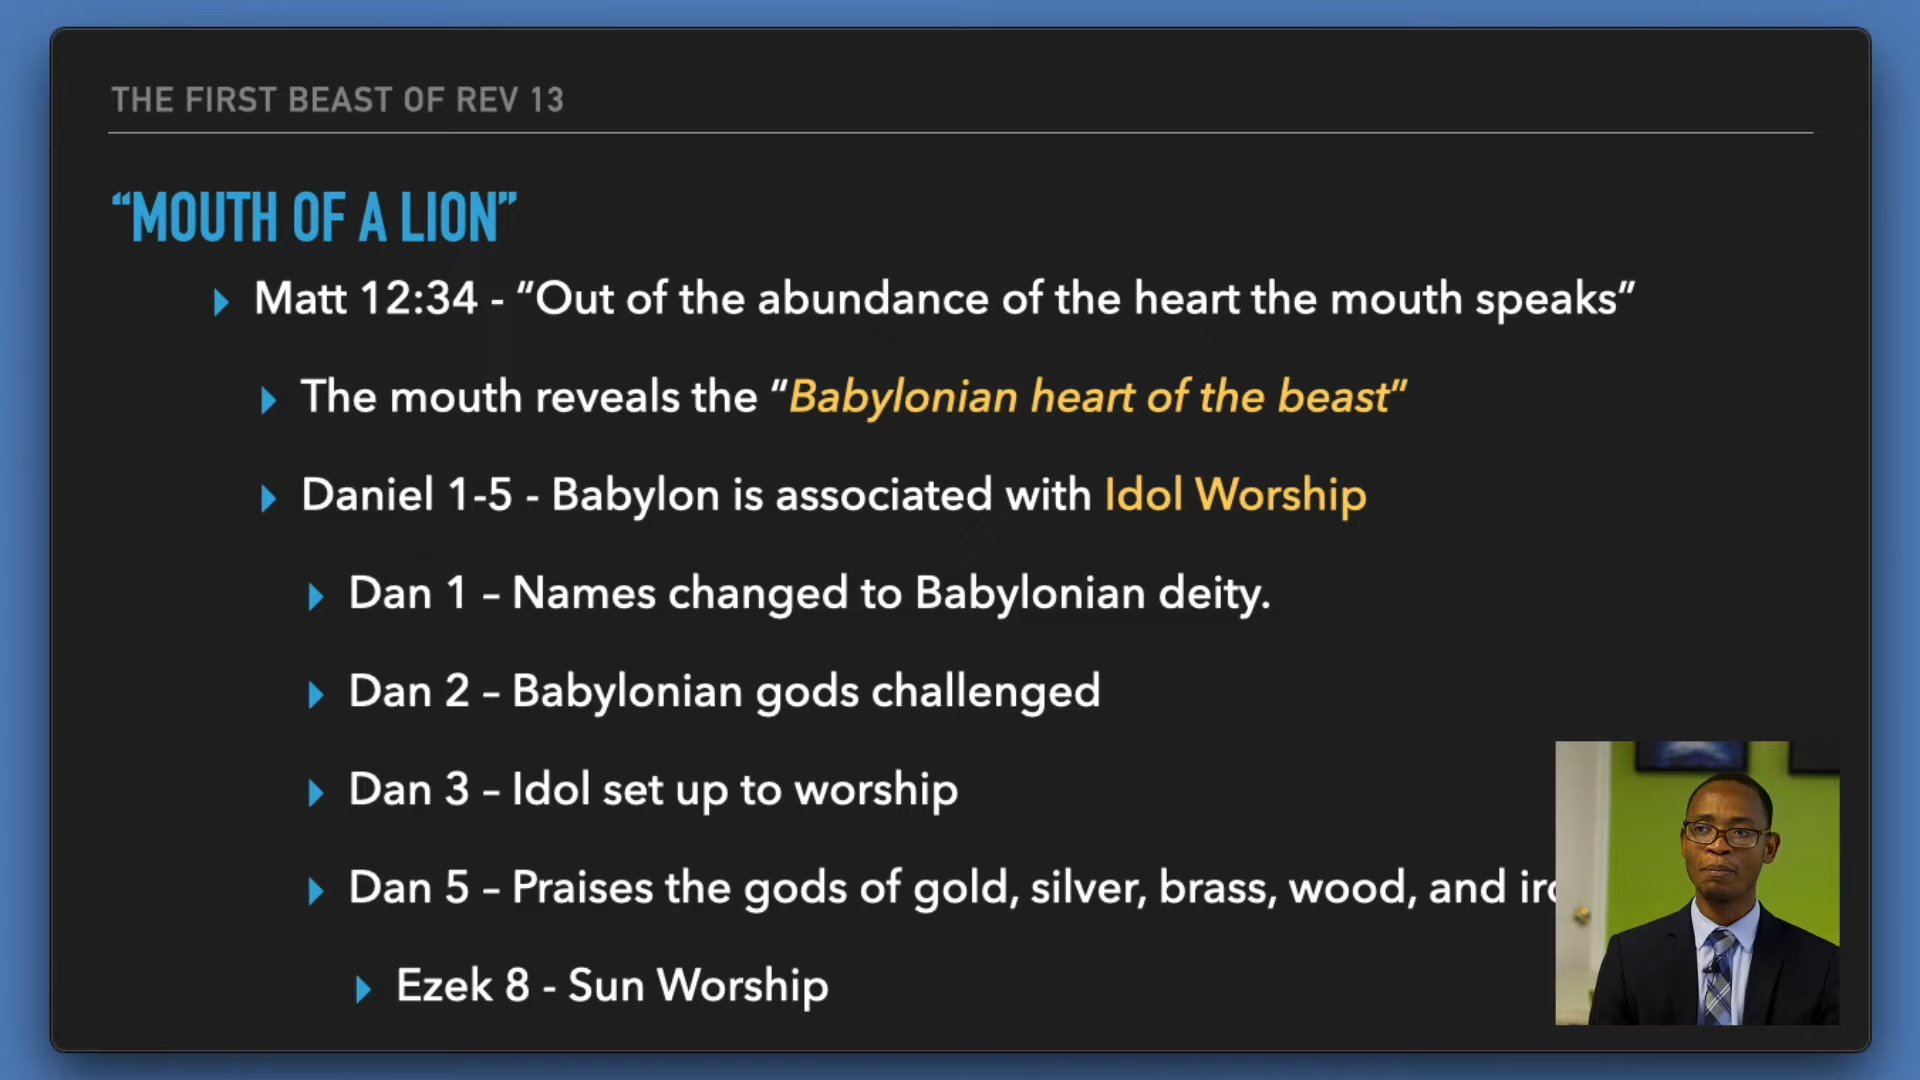 THE FIRST BEAST OF REV 13
“MOUTH OF A LION”
Matt 12:34 - “Out of the abundance of the heart the mouth speaks”
The mouth reveals the “Babylonian heart of the beast”
Daniel 1-5 - Babylon is associated with Idol Worship
Dan 1 – Names changed to Babylonian deity.
Dan 2 – Babylonian gods challenged
Dan 3 – Idol set up to worship
Dan 5 – Praises the gods of gold, silver, brass, wood, and
Ezek 8 - Sun Worship